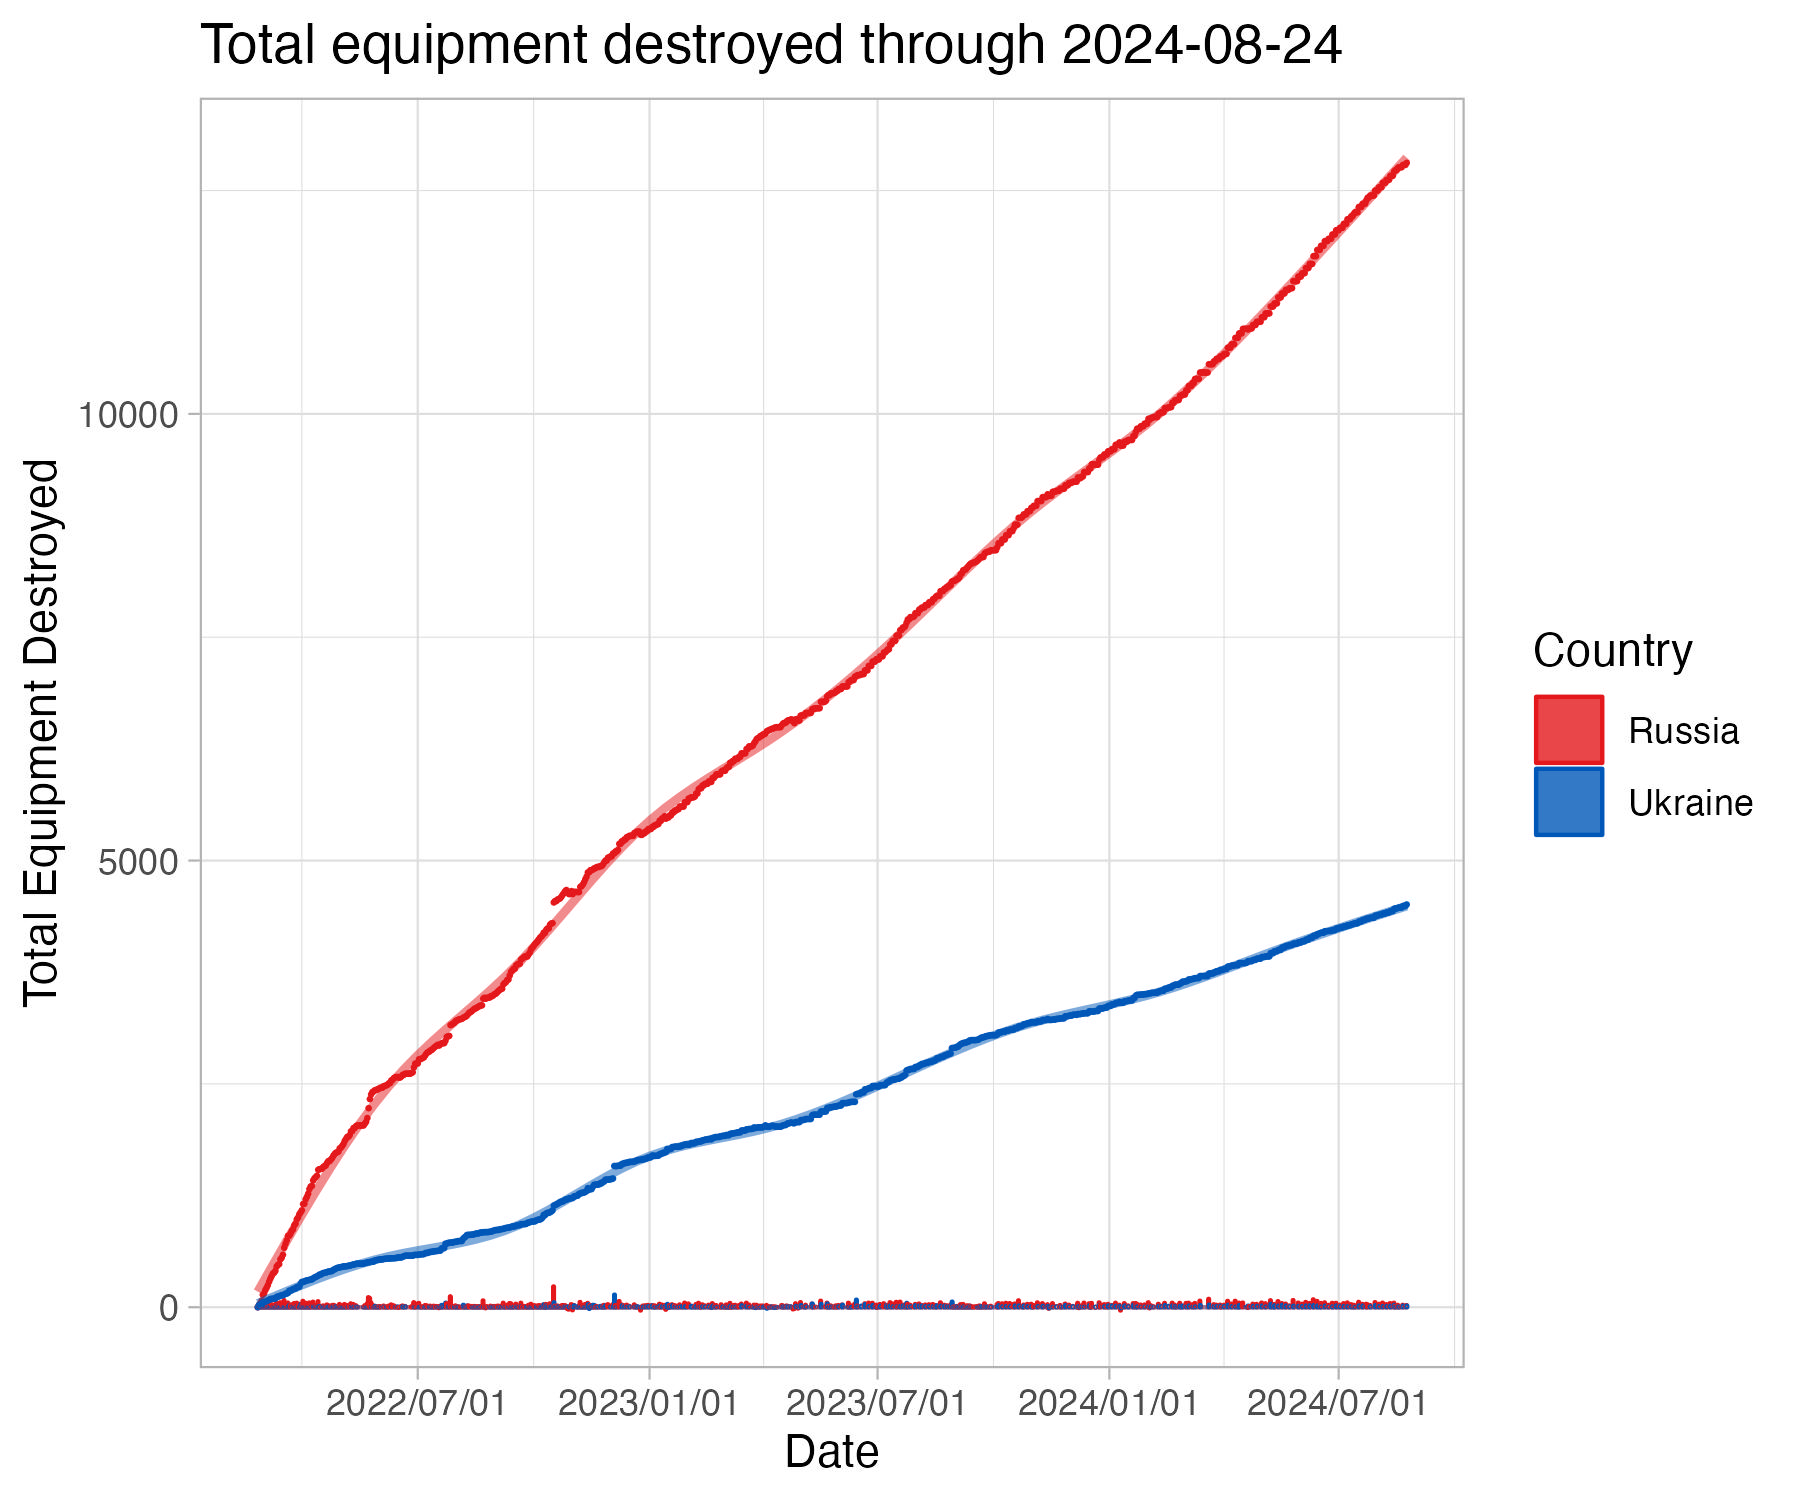 Total equipment destroyed through 2024-08-24
Total Equipment Destroyed
10000
5000
0
2022/07/01
2023/01/01
2023/07/01
2024/01/01
2024/07/01
Date
Country
Russia
Ukraine